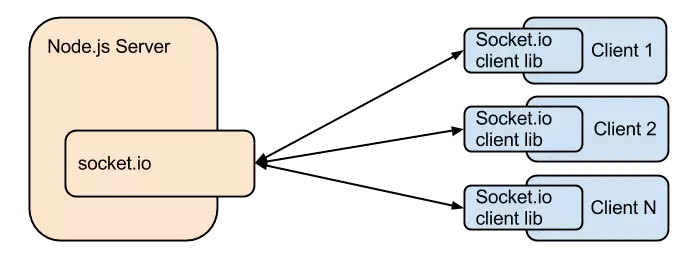 Node.js Server
socket.io
Socket.io
client lib
Client 1
Socket.io
client lib
Client 2
Socket.io
client lib
Client N